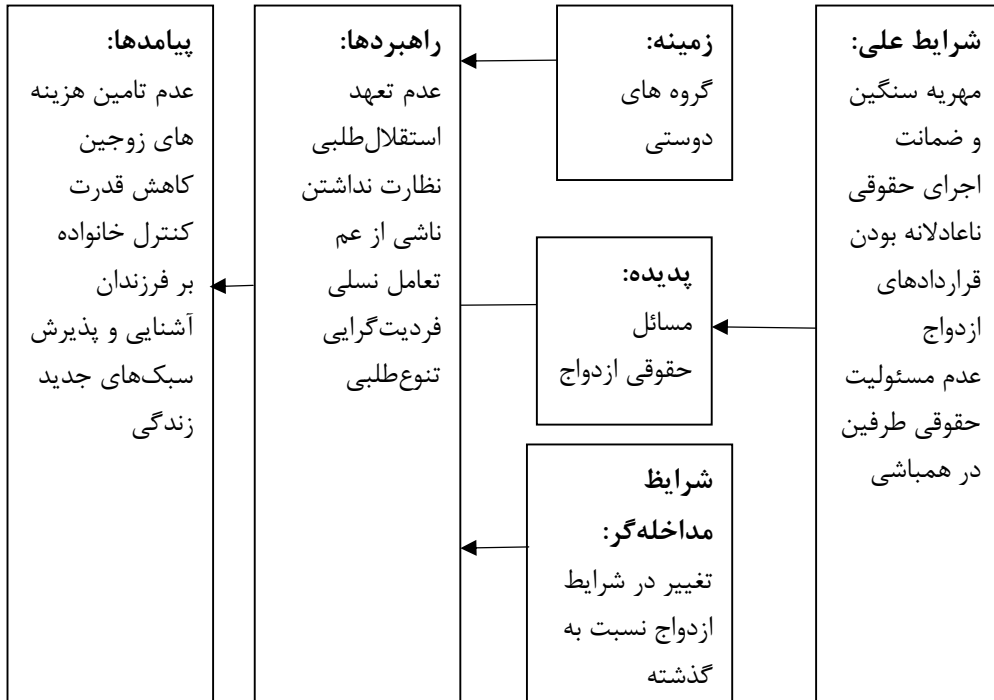 شرایط علی:
مهریه سنگین
و ضمانت
اجرای حقوقی
ناعادلانه بودن
قراردادهای
ازدواج
عدم مسئولیت
حقوقی طرفین
در همباشی
زمینه:
گروه های
دوستی
پدیده:
مسائل
حقوقی ازدواج
شرایظ
مداخله‌گر:
تغییر در شرایط
ازدواج نسبت به
گذشته
راهبردها:
عدم تعهد
استقلال‌طلبی
نظارت نداشتن
ناشی از عم
تعامل نسلی
فردیت‌گرایی
تنوع‌طلبی
پیامدها:
عدم تامین هزینه
های زوجین
کاهش قدرت
کنترل خانواده
بر فرزندان
آشنایی و پذیرش
سبک‌های جدید
زندگی